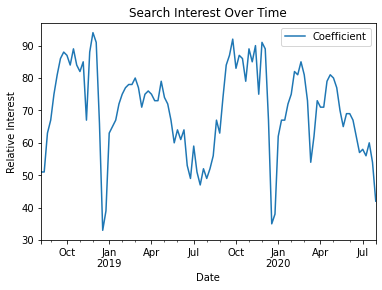 Search Interest Over Time
Coefficient
Relative Interest
90
80
70
60
50
40
30
Oct Jan Apr Jul Oct Jan Apr Jul
2019 2020
Date